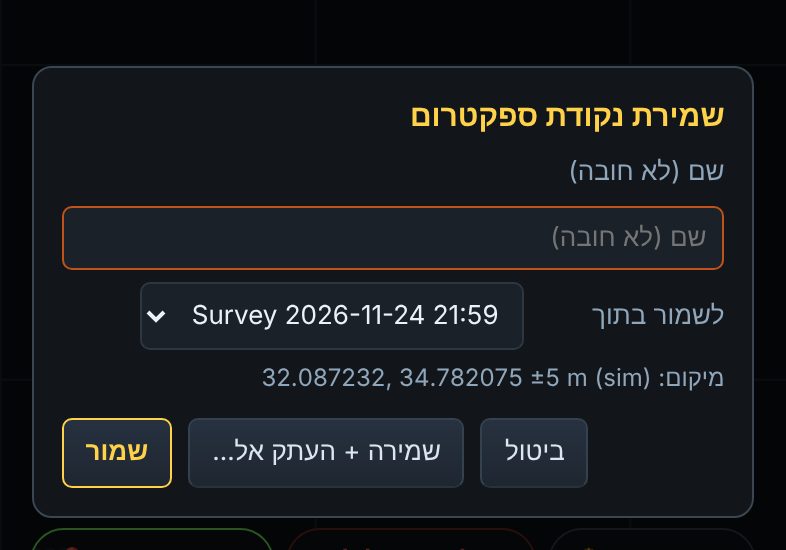 שמירת נקודת ספקטרום
שם (לא חובה)
שם (לא חובה)
לשמור בתוך Survey 2026-11-24 21:59
מיקום: 32.087232, 34.782075 ±5 m (sim)
ביטול שמירה + העתק אל... שמור